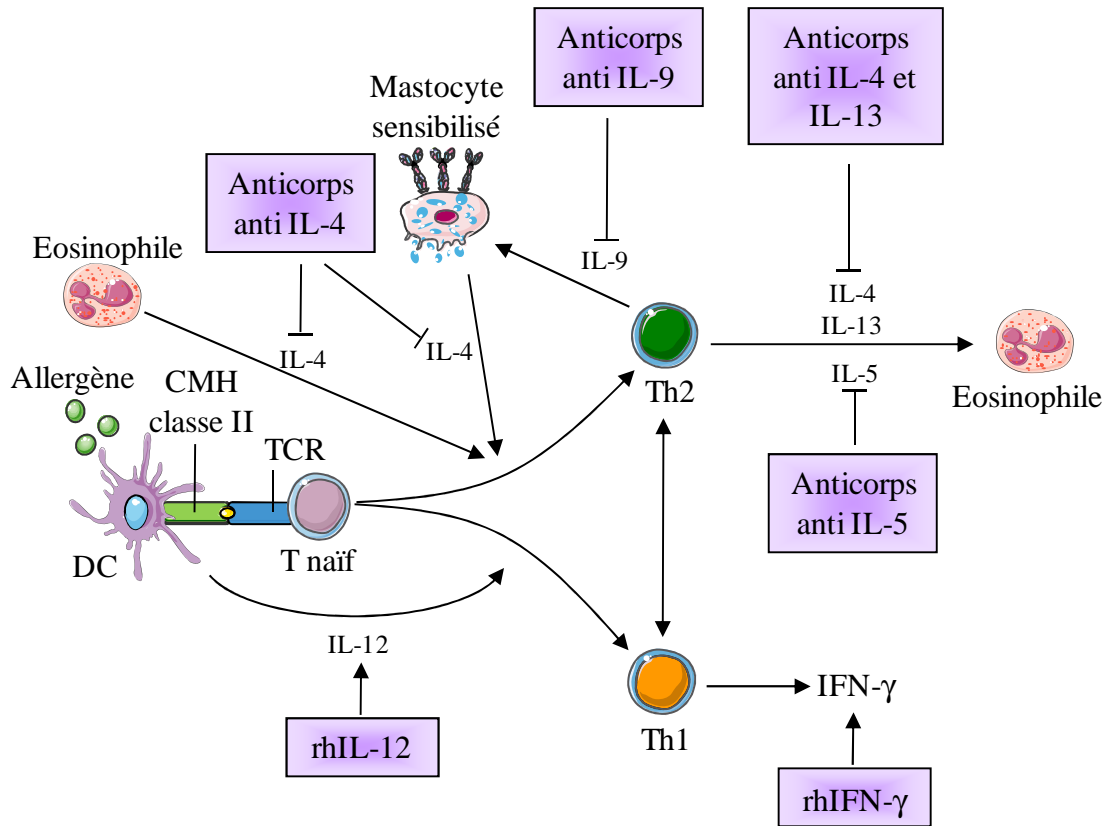 Anticorps
anti IL-9
Anticorps
anti IL-4 et
IL-13
Mastocyte
sensibilisé
Anticorps
anti IL-4
Eosinophile
IL-9
IL-4
IL-13
IL-4
IL-4
IL-5
Th2
Eosinophile
Allergène
CMH
classe II
TCR
Anticorps
anti IL-5
DC
T naïf
IL-12
IFN-γ
Th1
rhIL-12
rhIFN-γ